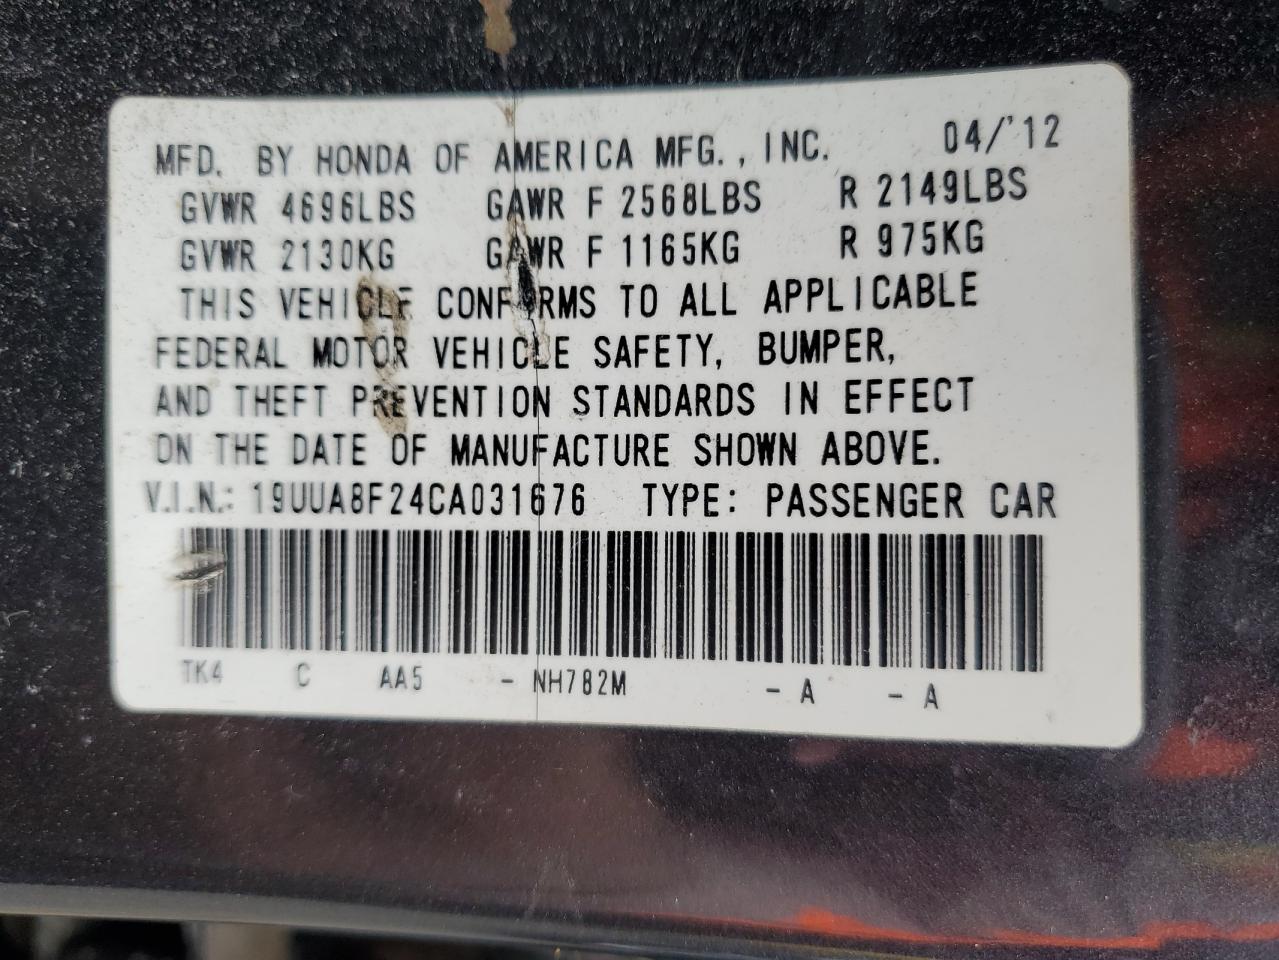 MFD. BY HONDA OF AMERICA MFG., INC. 04/'12
GVWR 4696LBS GAWR F 2568LBS R 2149LBS
GVWR 2130KG GAWR F 1165KG R 975KG
THIS VEHICLE CONFORMS TO ALL APPLICABLE
FEDERAL MOTOR VEHICLE SAFETY, BUMPER,
AND THEFT PREVENTION STANDARDS IN EFFECT
ON THE DATE OF MANUFACTURE SHOWN ABOVE.
V.I.N.: 19UUA8F24CA031676 TYPE: PASSENGER CAR
TK4 C AA5 - NH782M - A - A